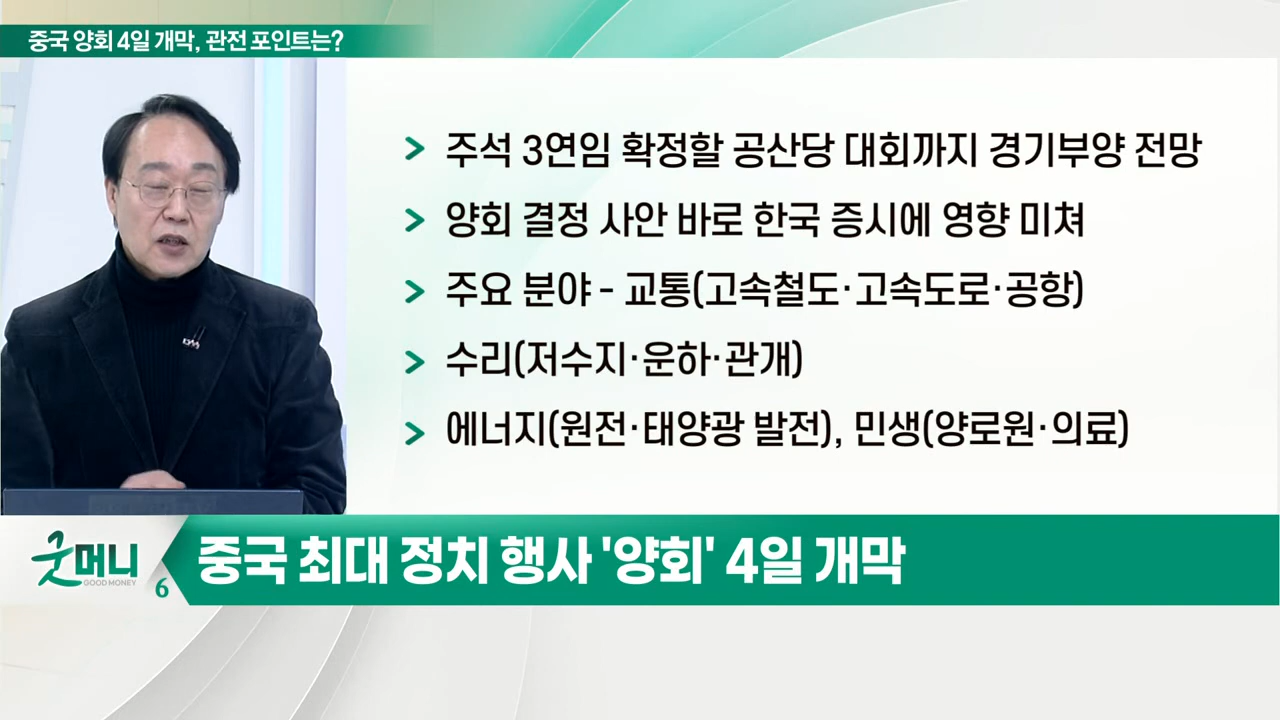 중국 양회 4일 개막, 관전 포인트는?
> 주석 3연임 확정할 공산당 대회까지 경기부양 전망
> 양회 결정 사안 바로 한국 증시에 영향 미쳐
> 주요 분야 - 교통(고속철도·고속도로·공항)
> 수리(저수지·운하·관개)
> 에너지(원전·태양광 발전), 민생(양로원·의료)
굿머니
GOOD MONEY
6
중국 최대 정치 행사 '양회' 4일 개막